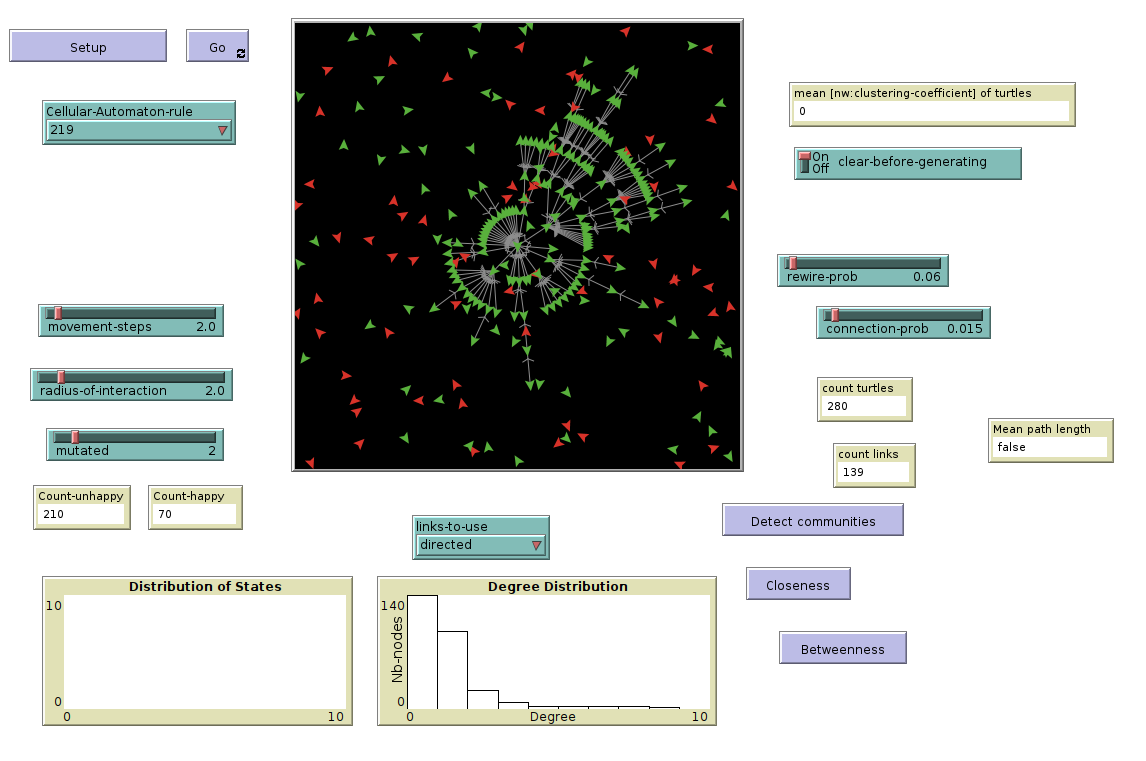 Setup
Go
Cellular-Automaton-rule
219
mean [nw:clustering-coefficient] of turtles
0
On
Off
clear-before-generating
rewire-prob 0.06
movement-steps 2.0
connection-prob 0.015
radius-of-interaction 2.0
count turtles
280
mutated 2
Mean path length
false
count links
139
Count-unhappy
210
Count-happy
70
links-to-use
directed
Detect communities
Closeness
Betweenness
Distribution of States
10
0
0 10
Degree Distribution
140
Nb-nodes
0
0 Degree 10